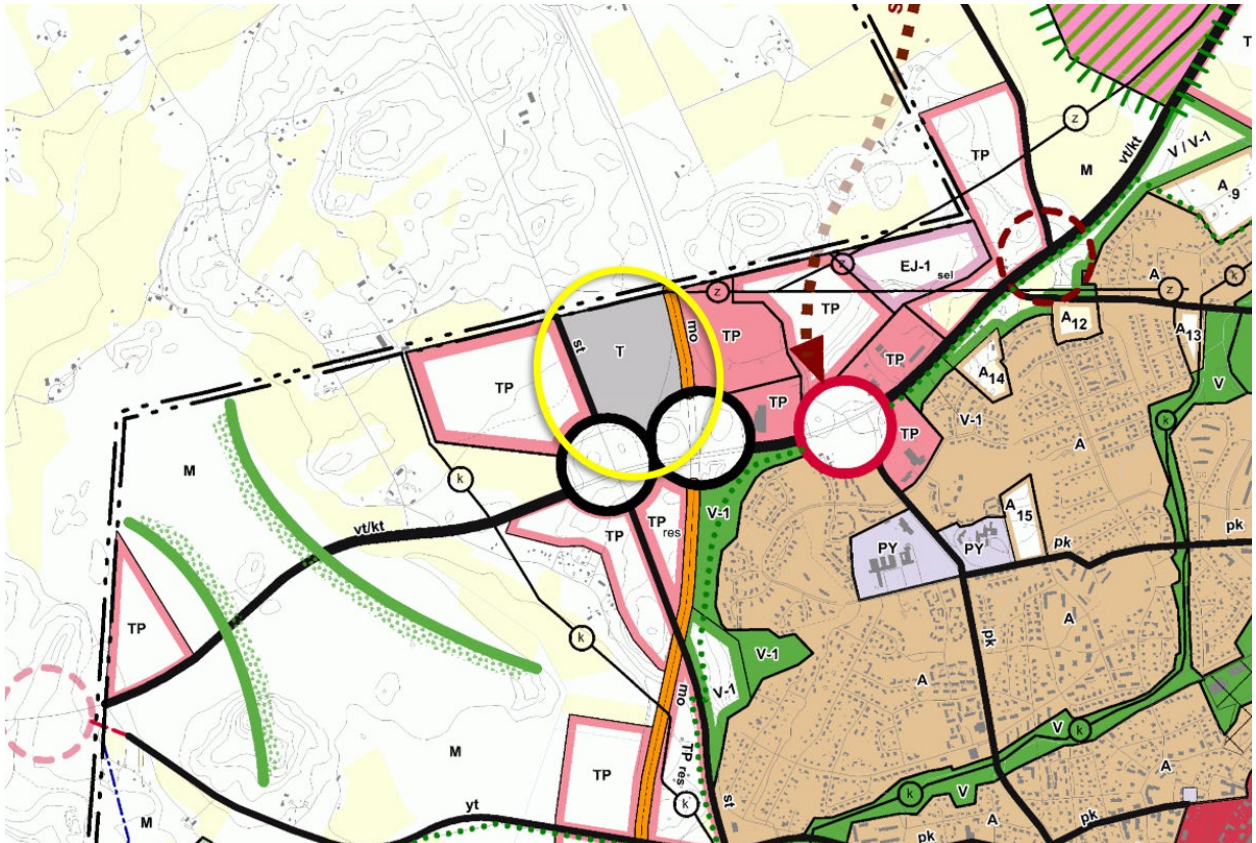 S
T
z
vt/kt
V / V-1
TP
M
A 9
EJ-1 sel
z
A
k
z
z
TP
mo
TP
st
T
TP
A 12
A 13
A 14
TP
V
TP
TP
V-1
k
M
A
k
A 15
vt/kt
V-1
TP
TP res
PY
PY
pk
pk
TP
k
pk
A
V-1
A
V-1
mo
V
k
A
M
TP
TP res
st
k
k
V
A
yt
M
pk
A
pk